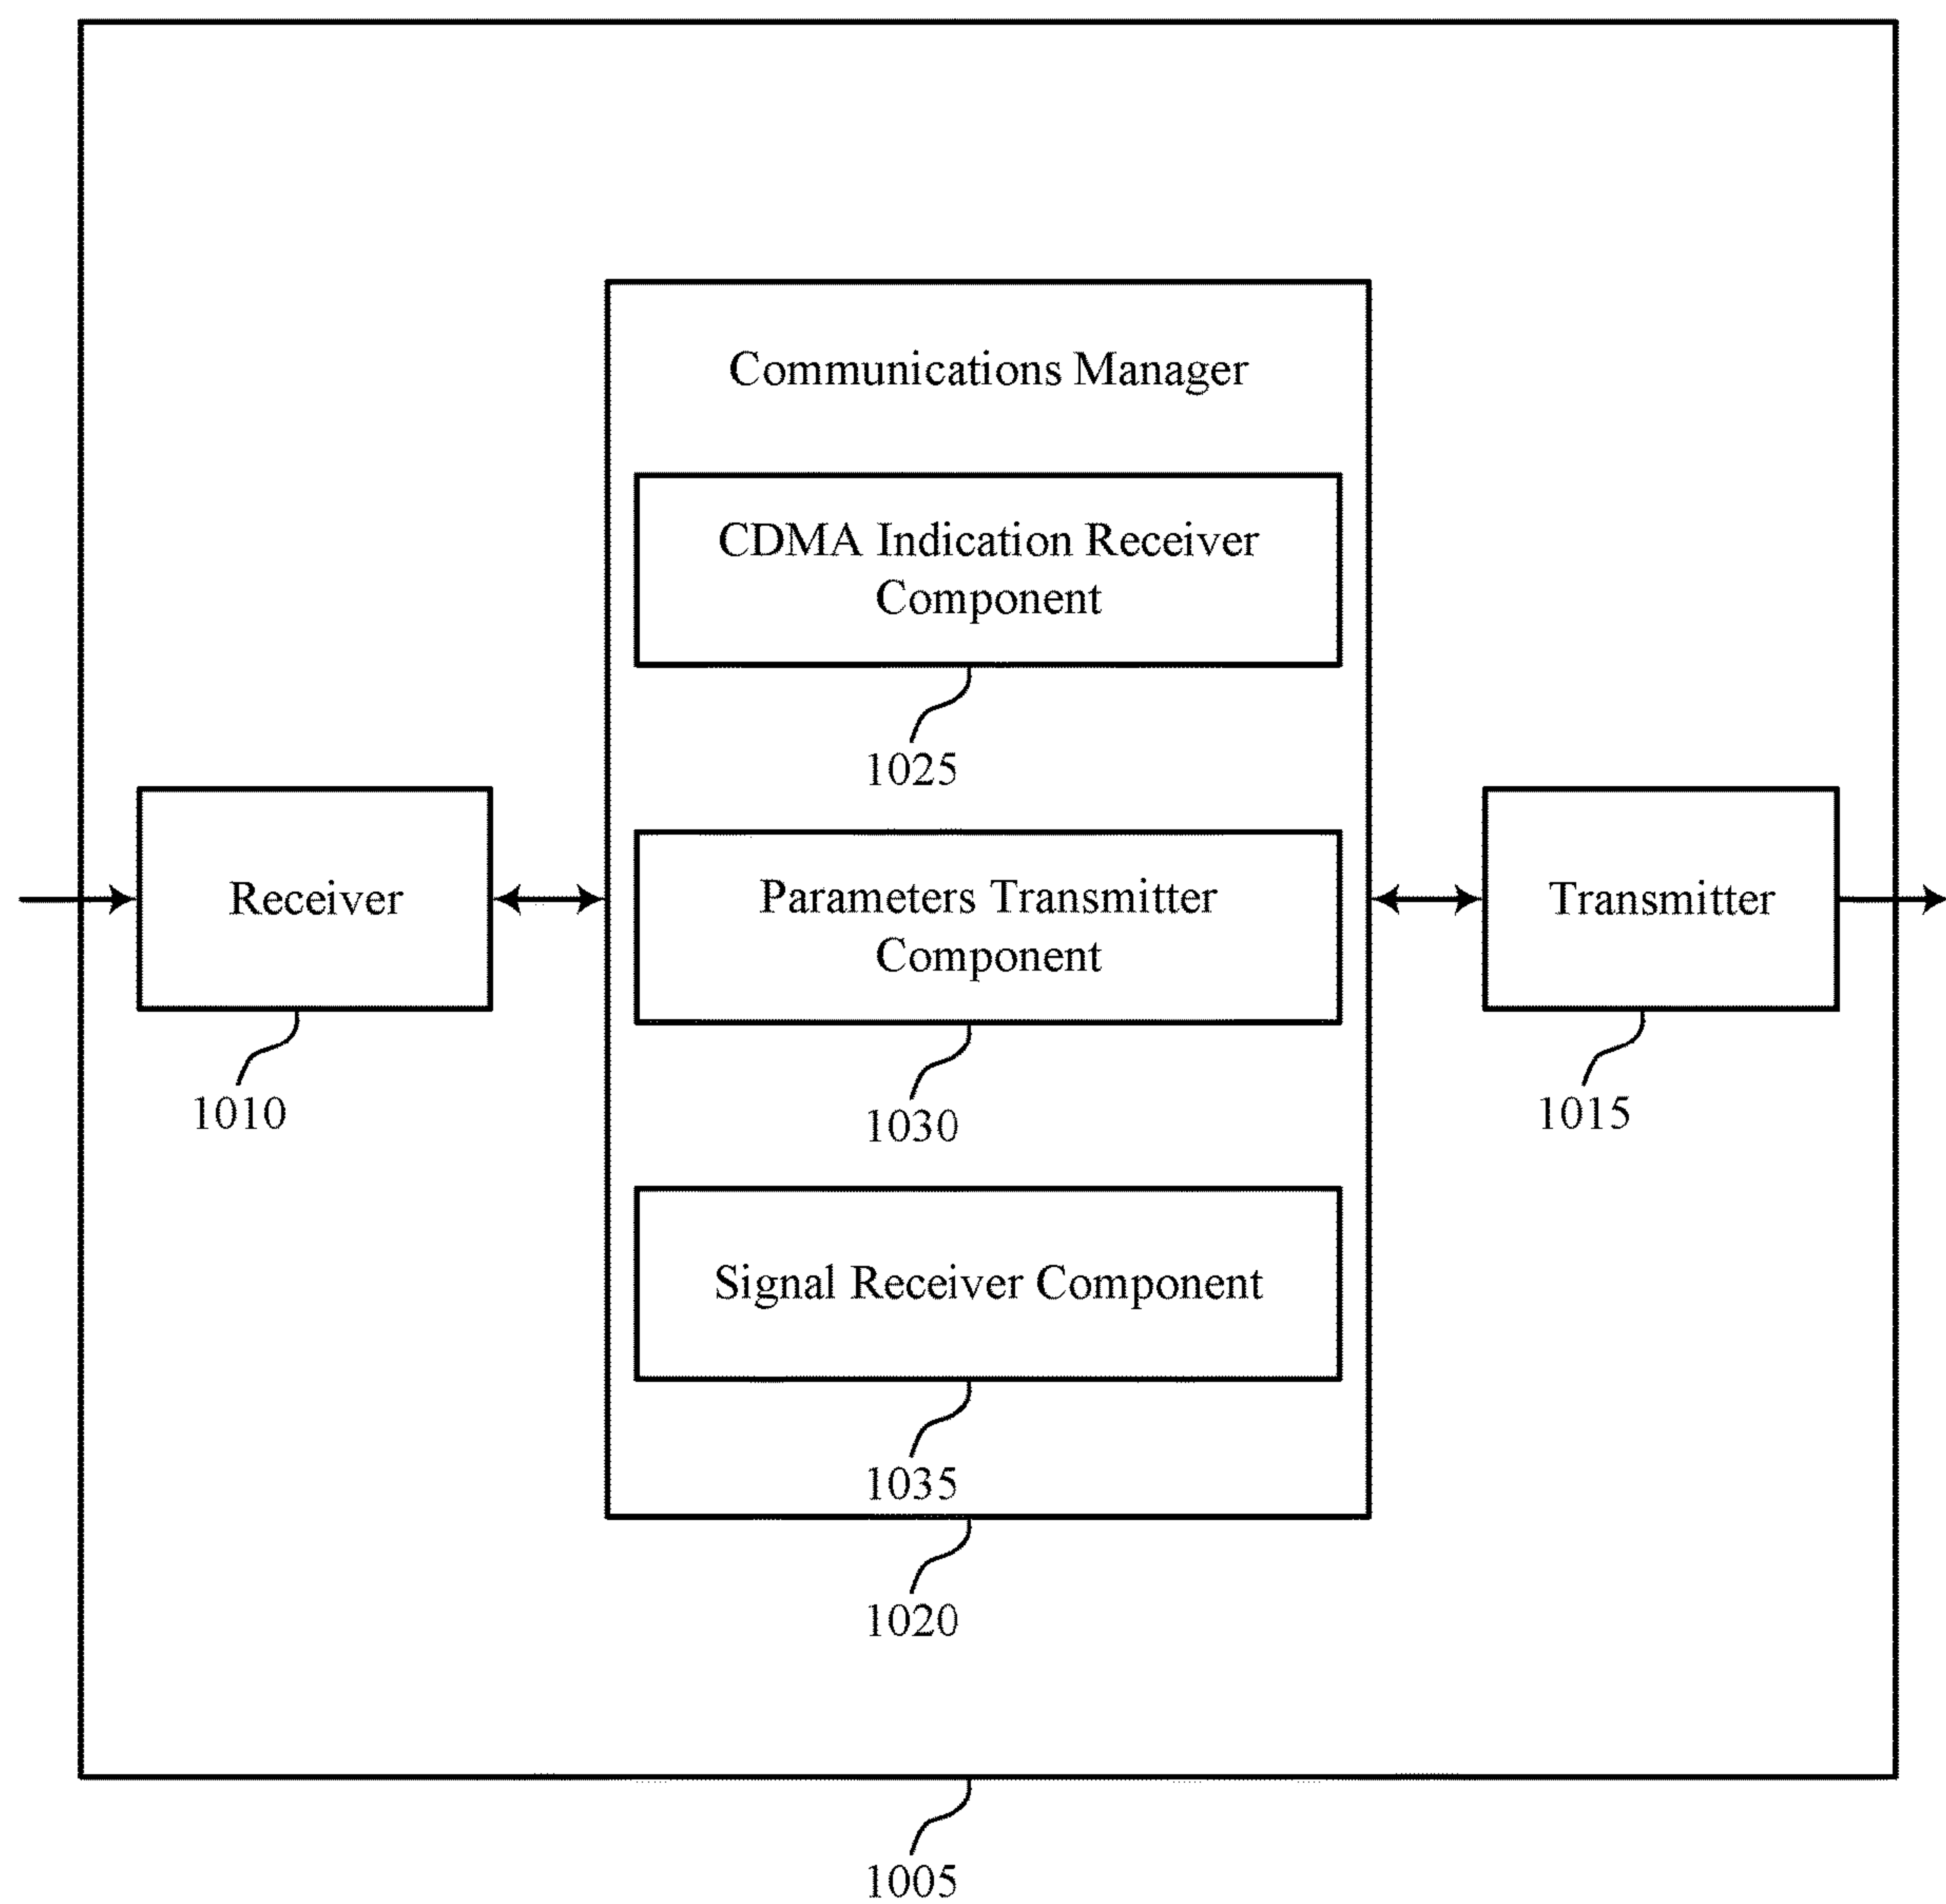 Communications Manager
CDMA Indication Receiver
Component
1025
Receiver
1010
Parameters Transmitter
Component
1030
Transmitter
1015
Signal Receiver Component
1035
1020
1005